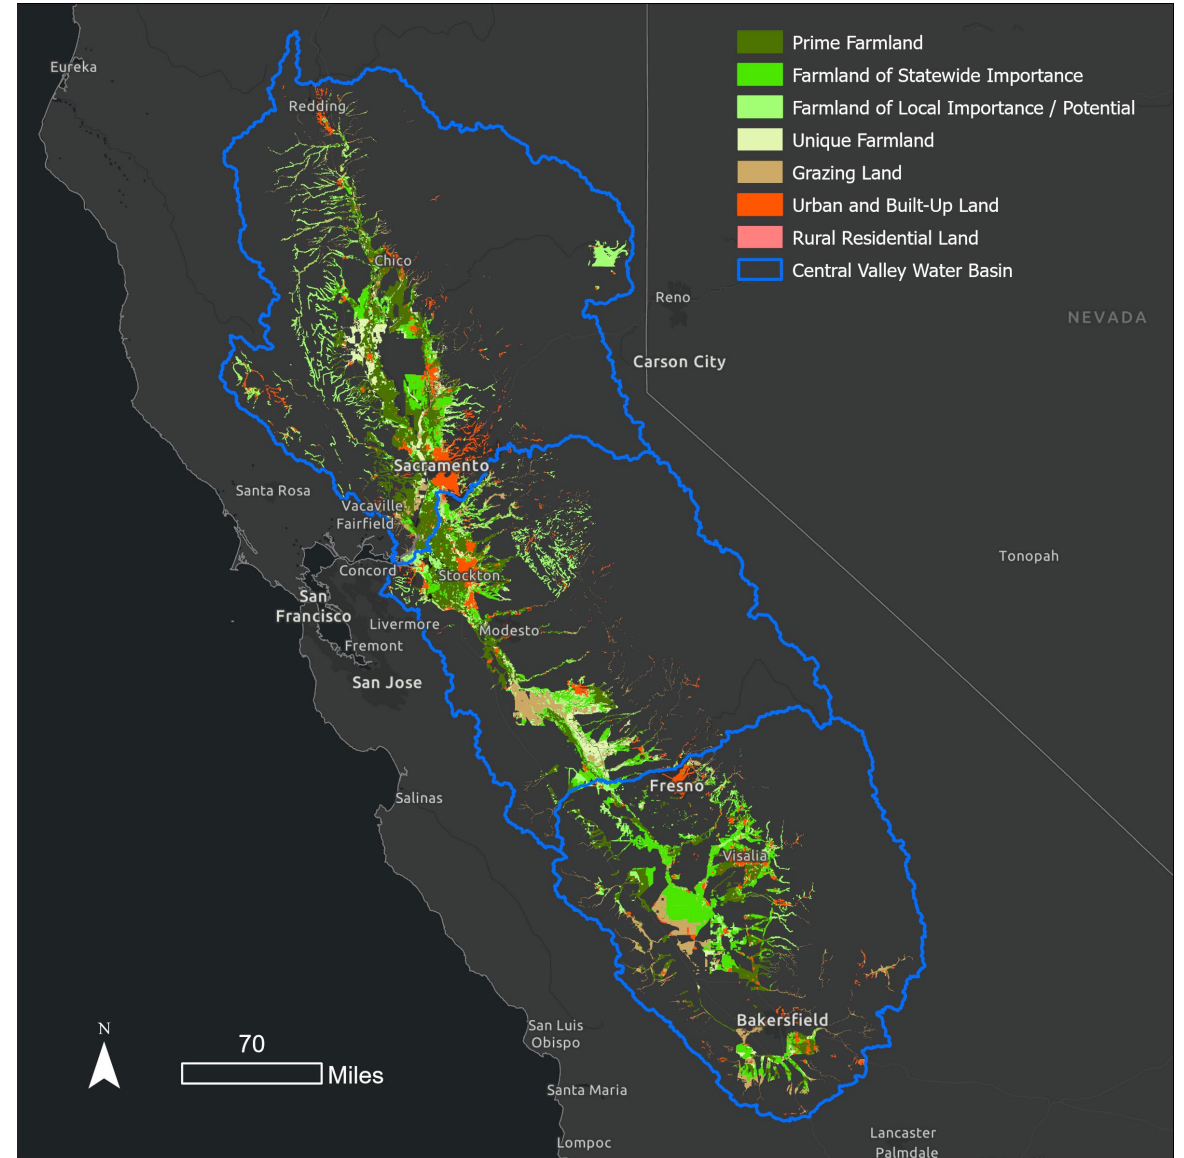 Prime Farmland
Farmland of Statewide Importance
Farmland of Local Importance / Potential
Unique Farmland
Grazing Land
Urban and Built-Up Land
Rural Residential Land
Central Valley Water Basin
Eureka
Redding
Chico
Reno
NEVADA
Carson City
Sacramento
Santa Rosa
Vacaville
Fairfield
Tonopah
Concord
Stockton
San
Francisco
Livermore
Modesto
Fremont
San Jose
Fresno
Salinas
Visalia
Bakersfield
San Luis
Obispo
N
70
Miles
Santa Maria
Lompoc
Lancaster
Palmdale